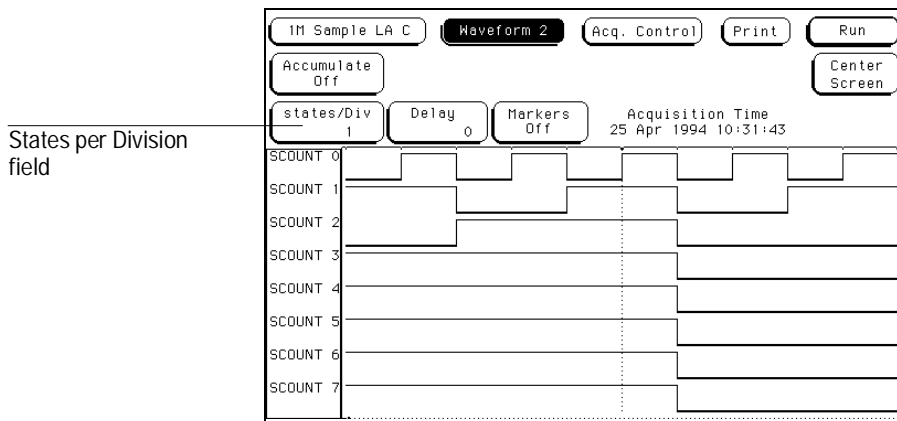 1M Sample LA C Waveform 2 Acq. Control Print Run
Accumulate
Off
Center
Screen
states/Div
1
Delay
0
Markers
Off
Acquisition Time
25 Apr 1994 10:31:43
States per Division
field
SCOUNT 0
SCOUNT 1
SCOUNT 2
SCOUNT 3
SCOUNT 4
SCOUNT 5
SCOUNT 6
SCOUNT 7